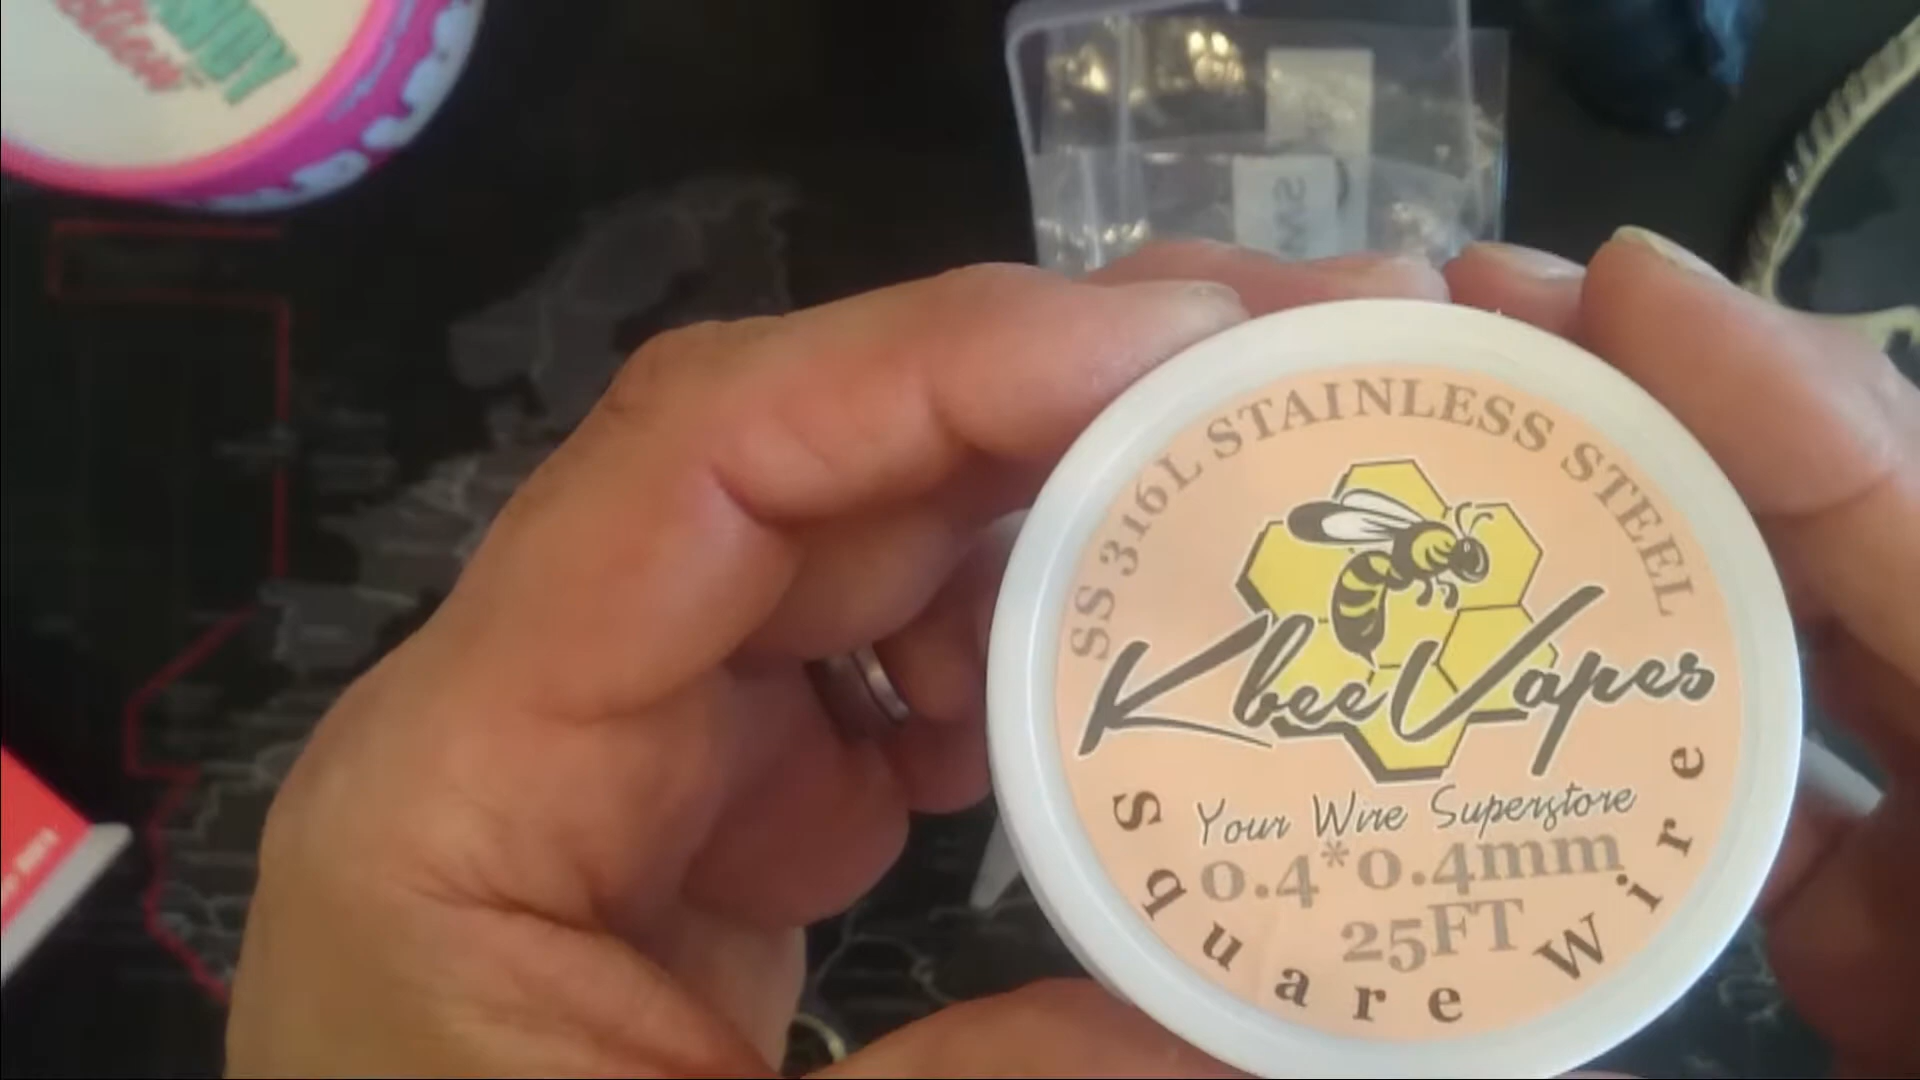 SS 316L STAINLESS STEEL
KbeeVapes
Your Wire Superstore
0.4*0.4mm
25FT
Square Wire